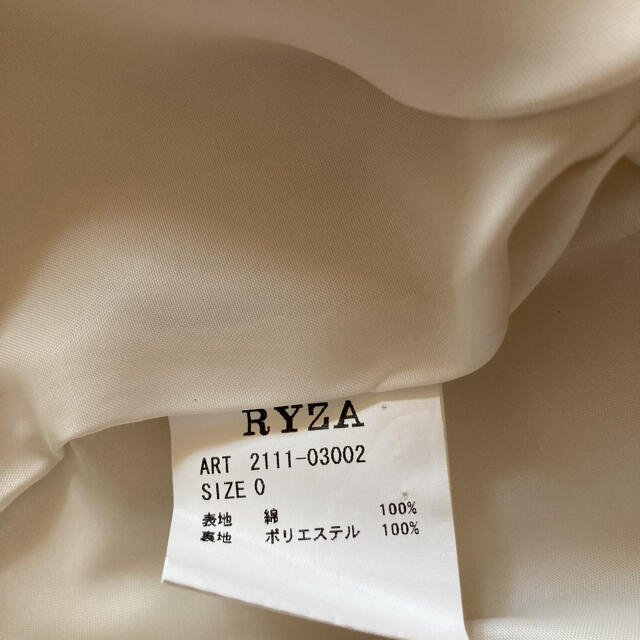 RYZA
ART 2111-03002
SIZE 0
表地 綿 100%
裏地 ポリエステル 100%